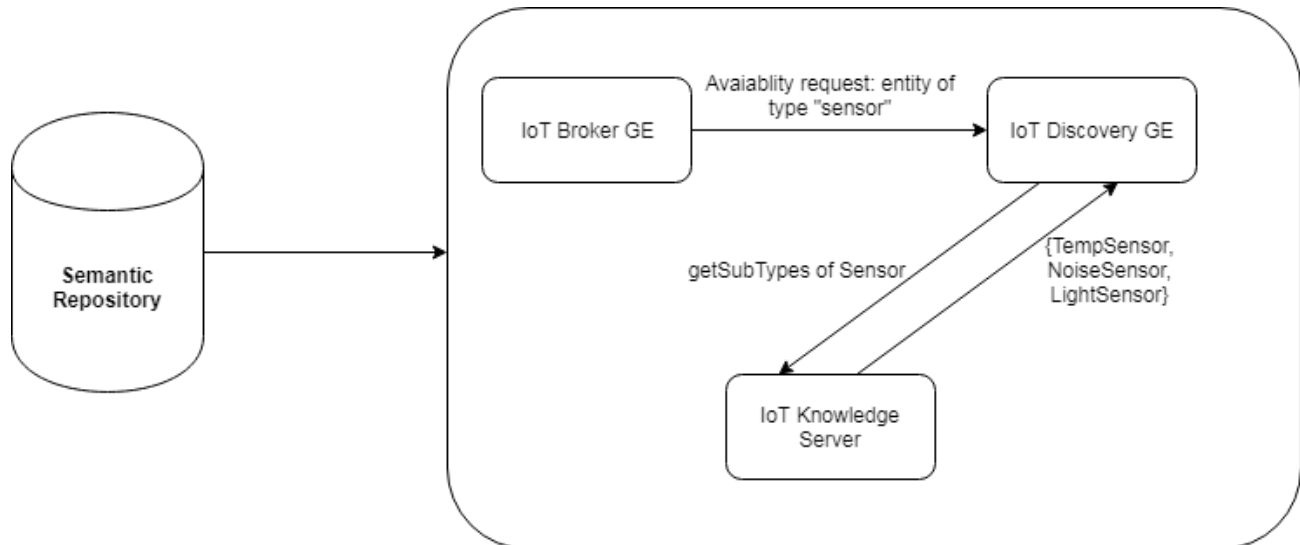 Avaiablity request: entity of
type "sensor"
IoT Broker GE
IoT Discovery GE
Semantic
Repository
getSubTypes of Sensor
{TempSensor,
NoiseSensor,
LightSensor}
IoT Knowledge
Server